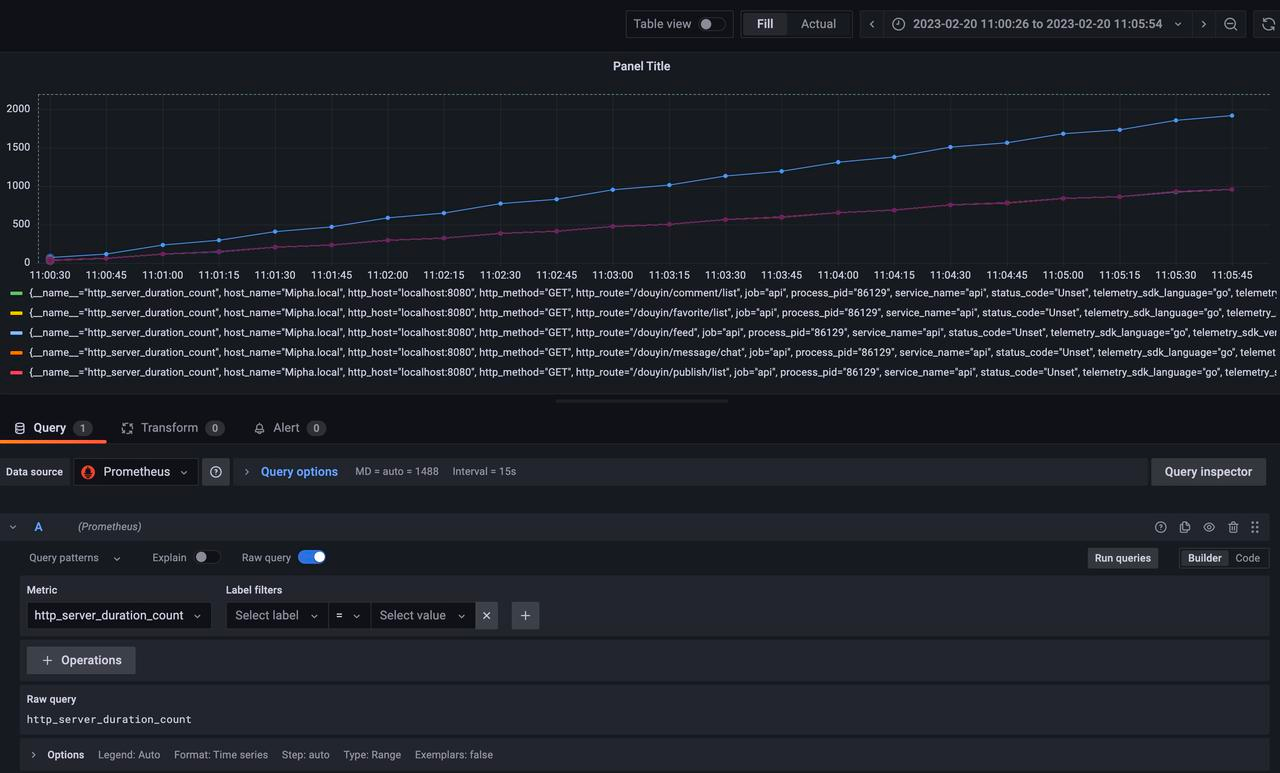 Table view Fill Actual 2023-02-20 11:00:26 to 2023-02-20 11:05:54
Panel Title
2000
1500
1000
500
0
11:00:30 11:00:45 11:01:00 11:01:15 11:01:30 11:01:45 11:02:00 11:02:15 11:02:30 11:02:45 11:03:00 11:03:15 11:03:30 11:03:45 11:04:00 11:04:15 11:04:30 11:04:45 11:05:00 11:05:15 11:05:30 11:05:45
{__name__="http_server_duration_count", host_name="Mipha.local", http_host="localhost:8080", http_method="GET", http_route="/douyin/comment/list", job="api", process_pid="86129", service_name="api", status_code="Unset", telemetry_sdk_language="go", telemetry
{__name__="http_server_duration_count", host_name="Mipha.local", http_host="localhost:8080", http_method="GET", http_route="/douyin/favorite/list", job="api", process_pid="86129", service_name="api", status_code="Unset", telemetry_sdk_language="go", telemetry_
{__name__="http_server_duration_count", host_name="Mipha.local", http_host="localhost:8080", http_method="GET", http_route="/douyin/feed", job="api", process_pid="86129", service_name="api", status_code="Unset", telemetry_sdk_language="go", telemetry_sdk_ver
{__name__="http_server_duration_count", host_name="Mipha.local", http_host="localhost:8080", http_method="GET", http_route="/douyin/message/chat", job="api", process_pid="86129", service_name="api", status_code="Unset", telemetry_sdk_language="go", telemet
{__name__="http_server_duration_count", host_name="Mipha.local", http_host="localhost:8080", http_method="GET", http_route="/douyin/publish/list", job="api", process_pid="86129", service_name="api", status_code="Unset", telemetry_sdk_language="go", telemetry_s
Query 1 Transform 0 Alert 0
Data source Prometheus Query options MD = auto = 1488 Interval = 15s Query inspector
A (Prometheus)
Query patterns Explain Raw query Run queries Builder Code
Metric Label filters
http_server_duration_count Select label = Select value
+ Operations
Raw query
http_server_duration_count
Options Legend: Auto Format: Time series Step: auto Type: Range Exemplars: false